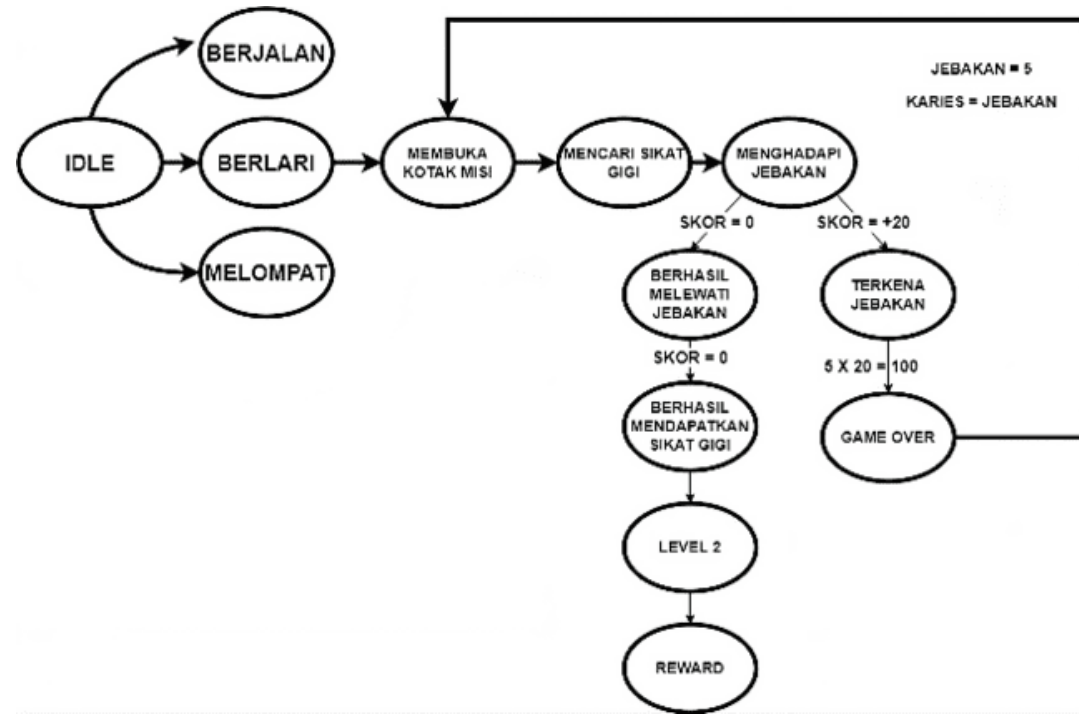 BERJALAN
JEBAKAN = 5
KARIES = JEBAKAN
IDLE
BERLARI
MEMBUKA
KOTAK MISI
MENCARI SIKAT
GIGI
MENGHADAPI
JEBAKAN
MELOMPAT
SKOR = 0
SKOR = +20
BERHASIL
MELEWATI
JEBAKAN
TERKENA
JEBAKAN
SKOR = 0
5 X 20 = 100
BERHASIL
MENDAPATKAN
SIKAT GIGI
GAME OVER
LEVEL 2
REWARD